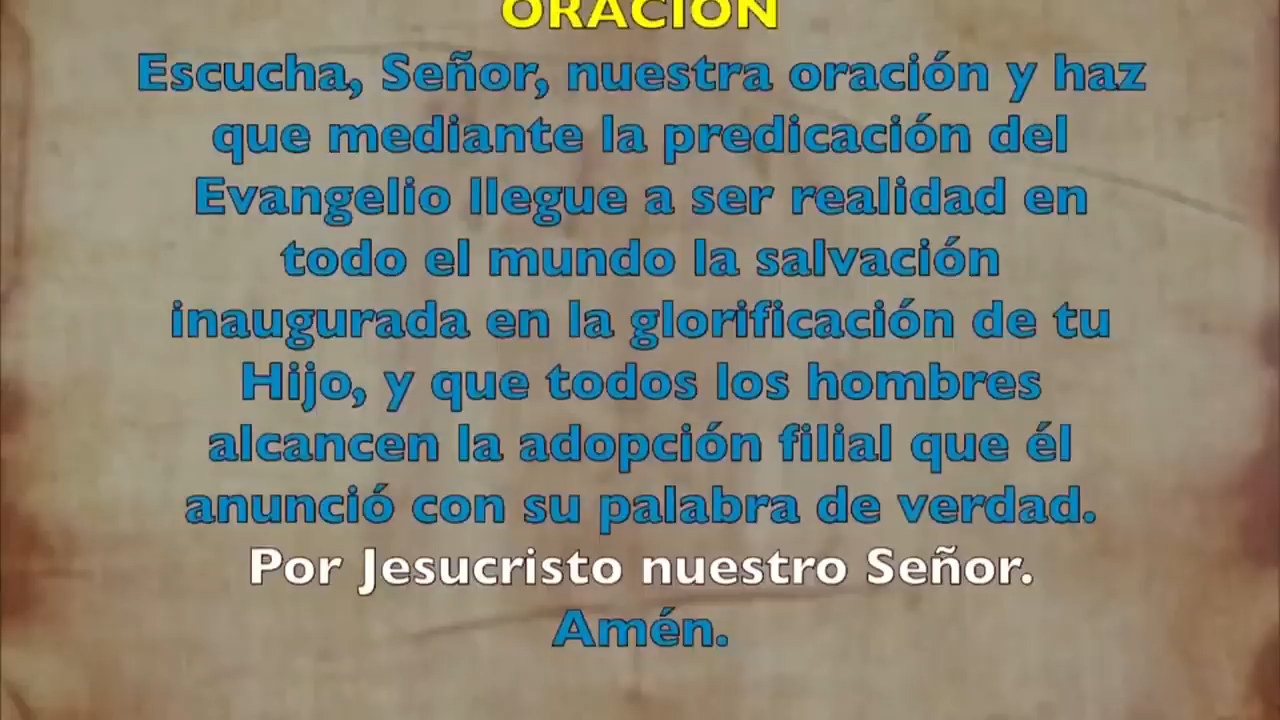 ORACIÓN
Escucha, Señor, nuestra oración y haz
que mediante la predicación del
Evangelio llegue a ser realidad en
todo el mundo la salvación
inaugurada en la glorificación de tu
Hijo, y que todos los hombres
alcancen la adopción filial que él
anunció con su palabra de verdad.
Por Jesucristo nuestro Señor.
Amén.